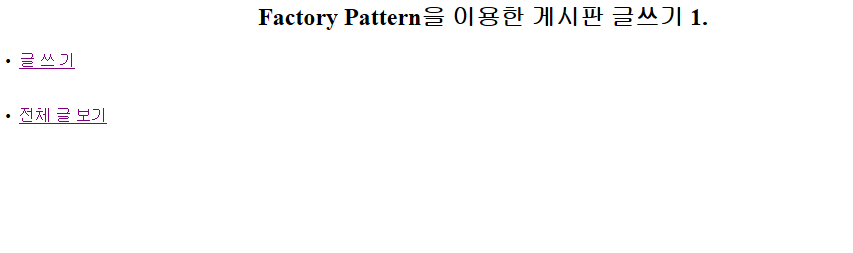 Factory Pattern을 이용한 게시판 글쓰기 1.
• 글 쓰 기
• 전체 글 보기